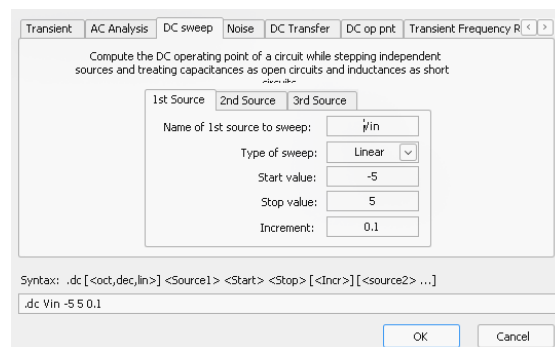 Transient AC Analysis DC sweep Noise DC Transfer DC op pnt Transient Frequency R
Compute the DC operating point of a circuit while stepping independent
sources and treating capacitances as open circuits and inductances as short
circuits
1st Source 2nd Source 3rd Source
Name of 1st source to sweep: Vin
Type of sweep: Linear
Start value: -5
Stop value: 5
Increment: 0.1
Syntax: .dc [<oct,dec,lin>] <Source1> <Start> <Stop> [<Incr>] [<source2> ...]
.dc Vin -5 5 0.1
OK Cancel